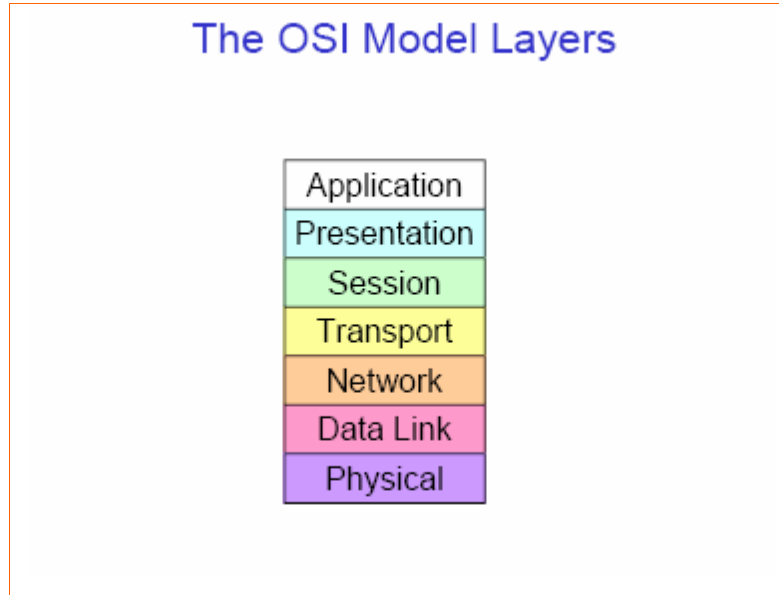 The OSI Model Layers
Application
Presentation
Session
Transport
Network
Data Link
Physical